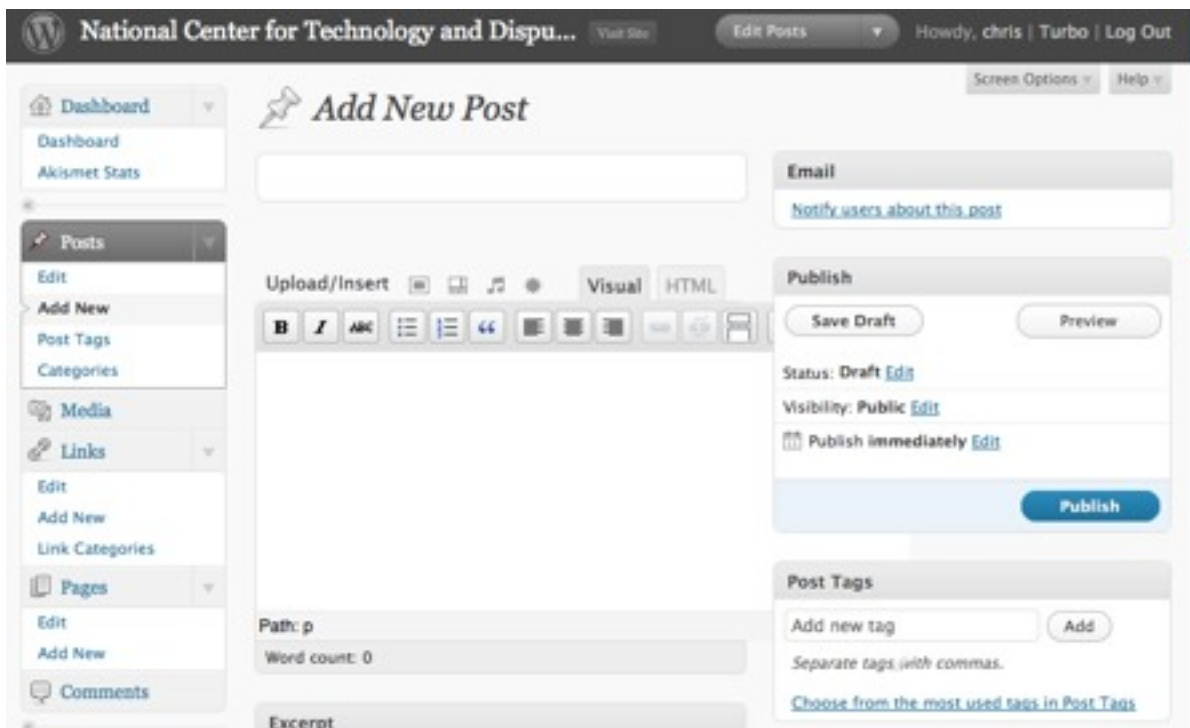 National Center for Technology and Dispu... Visit Site Edit Posts Howdy, chris | Turbo | Log Out
Screen Options Help
Dashboard
Dashboard
Akismet Stats
Posts
Edit
Add New
Post Tags
Categories
Media
Links
Edit
Add New
Link Categories
Pages
Edit
Add New
Comments
Add New Post
Upload/Insert Visual HTML
B I ABC
Path: p
Word count: 0
Excerpt
Email
Notify users about this post
Publish
Save Draft Preview
Status: Draft Edit
Visibility: Public Edit
Publish immediately Edit
Publish
Post Tags
Add new tag Add
Separate tags with commas.
Choose from the most used tags in Post Tags